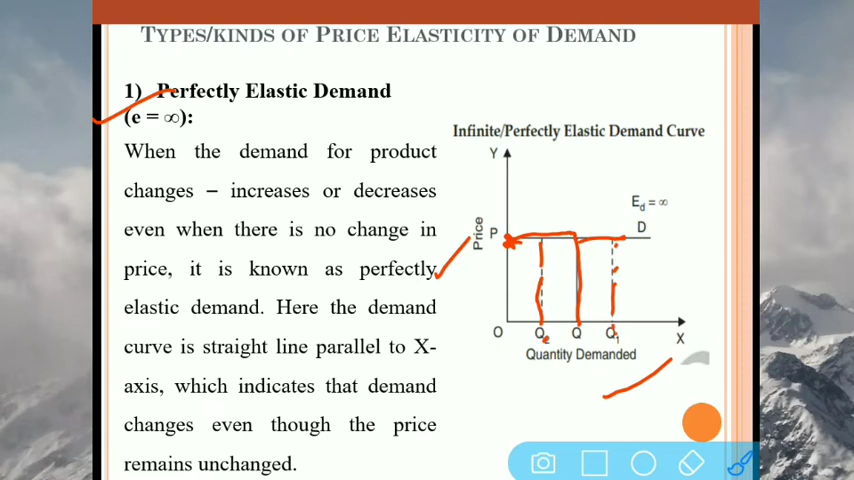 TYPES/KINDS OF PRICE ELASTICITY OF DEMAND
1) Perfectly Elastic Demand
(e = ∞):
When the demand for product
changes – increases or decreases
even when there is no change in
price, it is known as perfectly
elastic demand. Here the demand
curve is straight line parallel to X-
axis, which indicates that demand
changes even though the price
remains unchanged.
Infinite/Perfectly Elastic Demand Curve
Y
Ed = ∞
D
P
Price
O
Q2
Q
Q1
X
Quantity Demanded